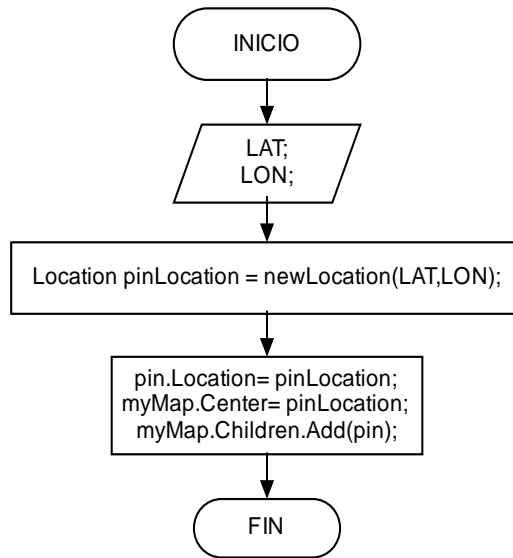 INICIO
LAT;
LON;
Location pinLocation = newLocation(LAT,LON);
pin.Location= pinLocation;
myMap.Center= pinLocation;
myMap.Children.Add(pin);
FIN